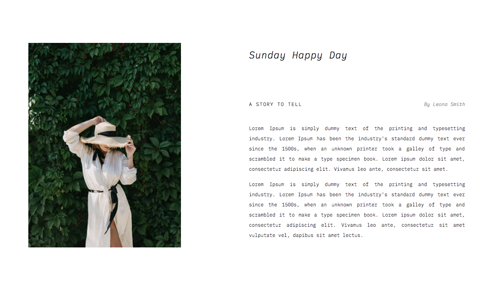 Sunday Happy Day
A STORY TO TELL
By Leono Smith
Lorem Ipsum is simply dummy text of the printing and typesetting
industry. Lorem Ipsum has been the industry's standard dummy text ever
since the 1500s, when an unknown printer took a galley of type and
scrambled it to make a type specimen book. Lorem ipsum dolor sit amet,
consectetur adipiscing elit. Vivamus leo ante, consectetur sit amet.
Lorem Ipsum is simply dummy text of the printing and typesetting
industry. Lorem Ipsum has been the industry's standard dummy text ever
since the 1500s, when an unknown printer took a galley of type and
scrambled it to make a type specimen book. Lorem ipsum dolor sit amet,
consectetur adipiscing elit. Vivamus leo ante, consectetur sit amet
vulputate vel, dapibus sit amet lectus.